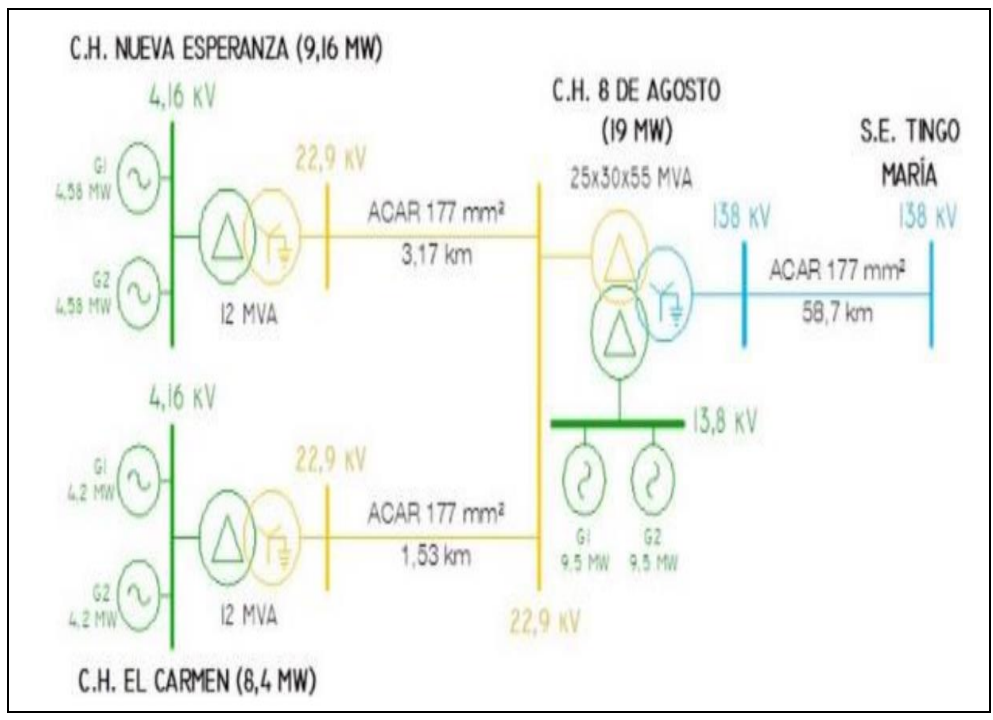 C.H. NUEVA ESPERANZA (9,16 MW)
4,16 KV
G1
4,58 MW
G2
4,58 MW
12 MVA
22,9 KV
ACAR 177 mm²
3,17 km
C.H. 8 DE AGOSTO
(19 MW)
25x30x55 MVA
138 KV
S.E. TINGO
MARÍA
138 KV
ACAR 177 mm²
58,7 km
13,8 KV
G1
9.5 MW
G2
9.5 MW
4,16 KV
G1
4.2 MW
G2
4.2 MW
12 MVA
22,9 KV
ACAR 177 mm²
1,53 km
22,9 KV
C.H. EL CARMEN (8,4 MW)